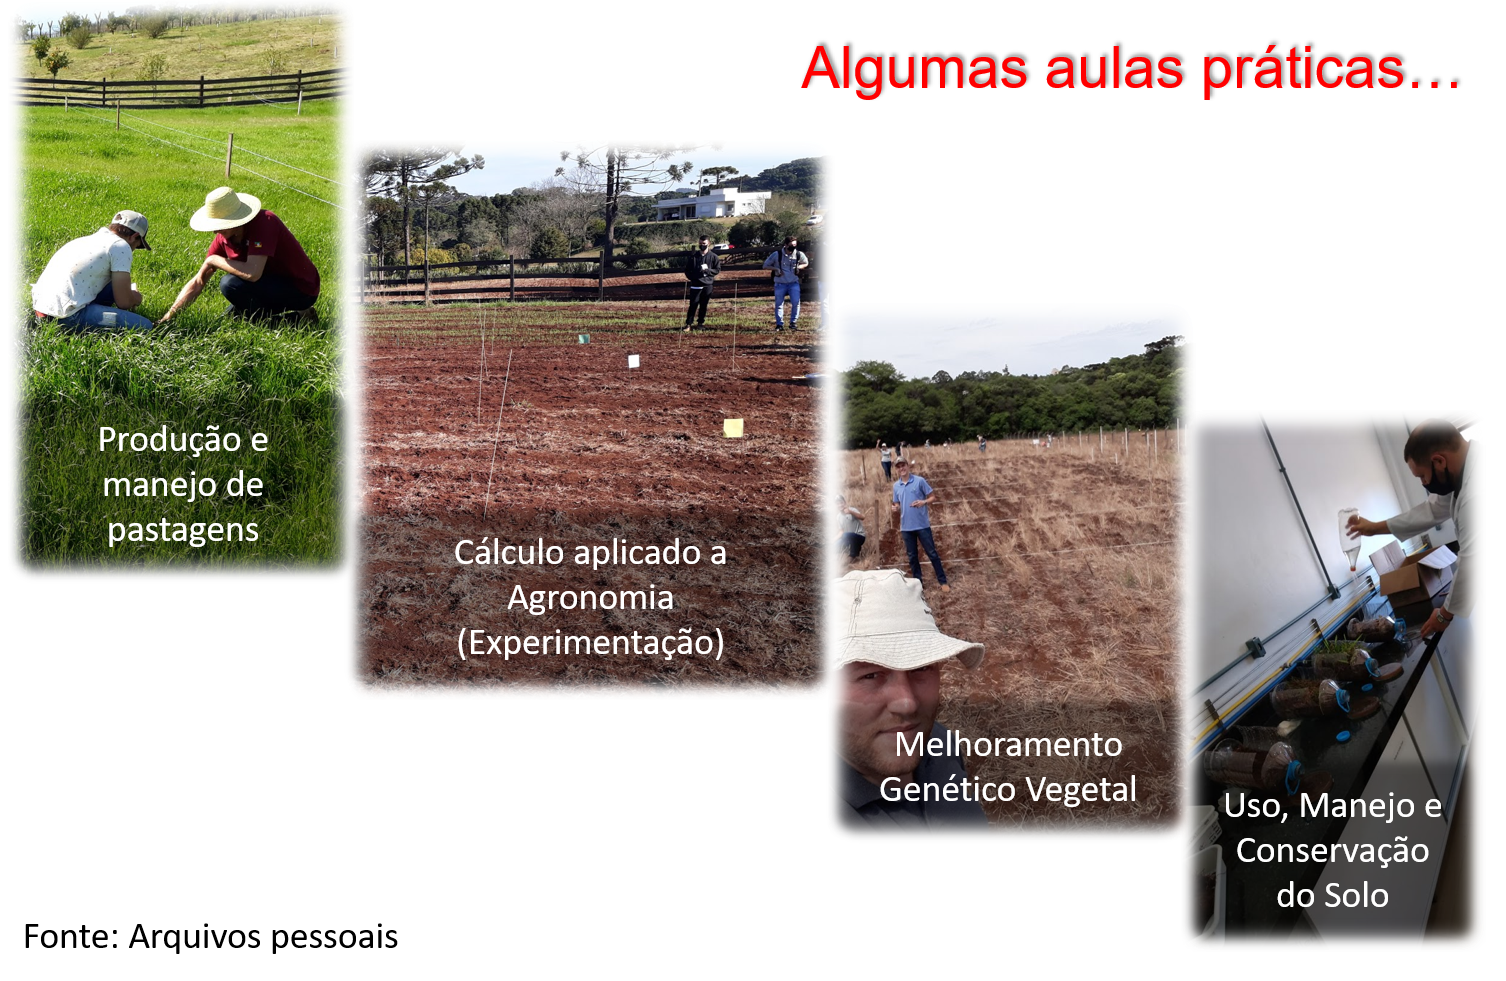 Algumas aulas práticas...
Produção e
manejo de
pastagens
Cálculo aplicado a
Agronomia
(Experimentação)
Melhoramento
Genético Vegetal
Uso, Manejo e
Conservação
do Solo
Fonte: Arquivos pessoais